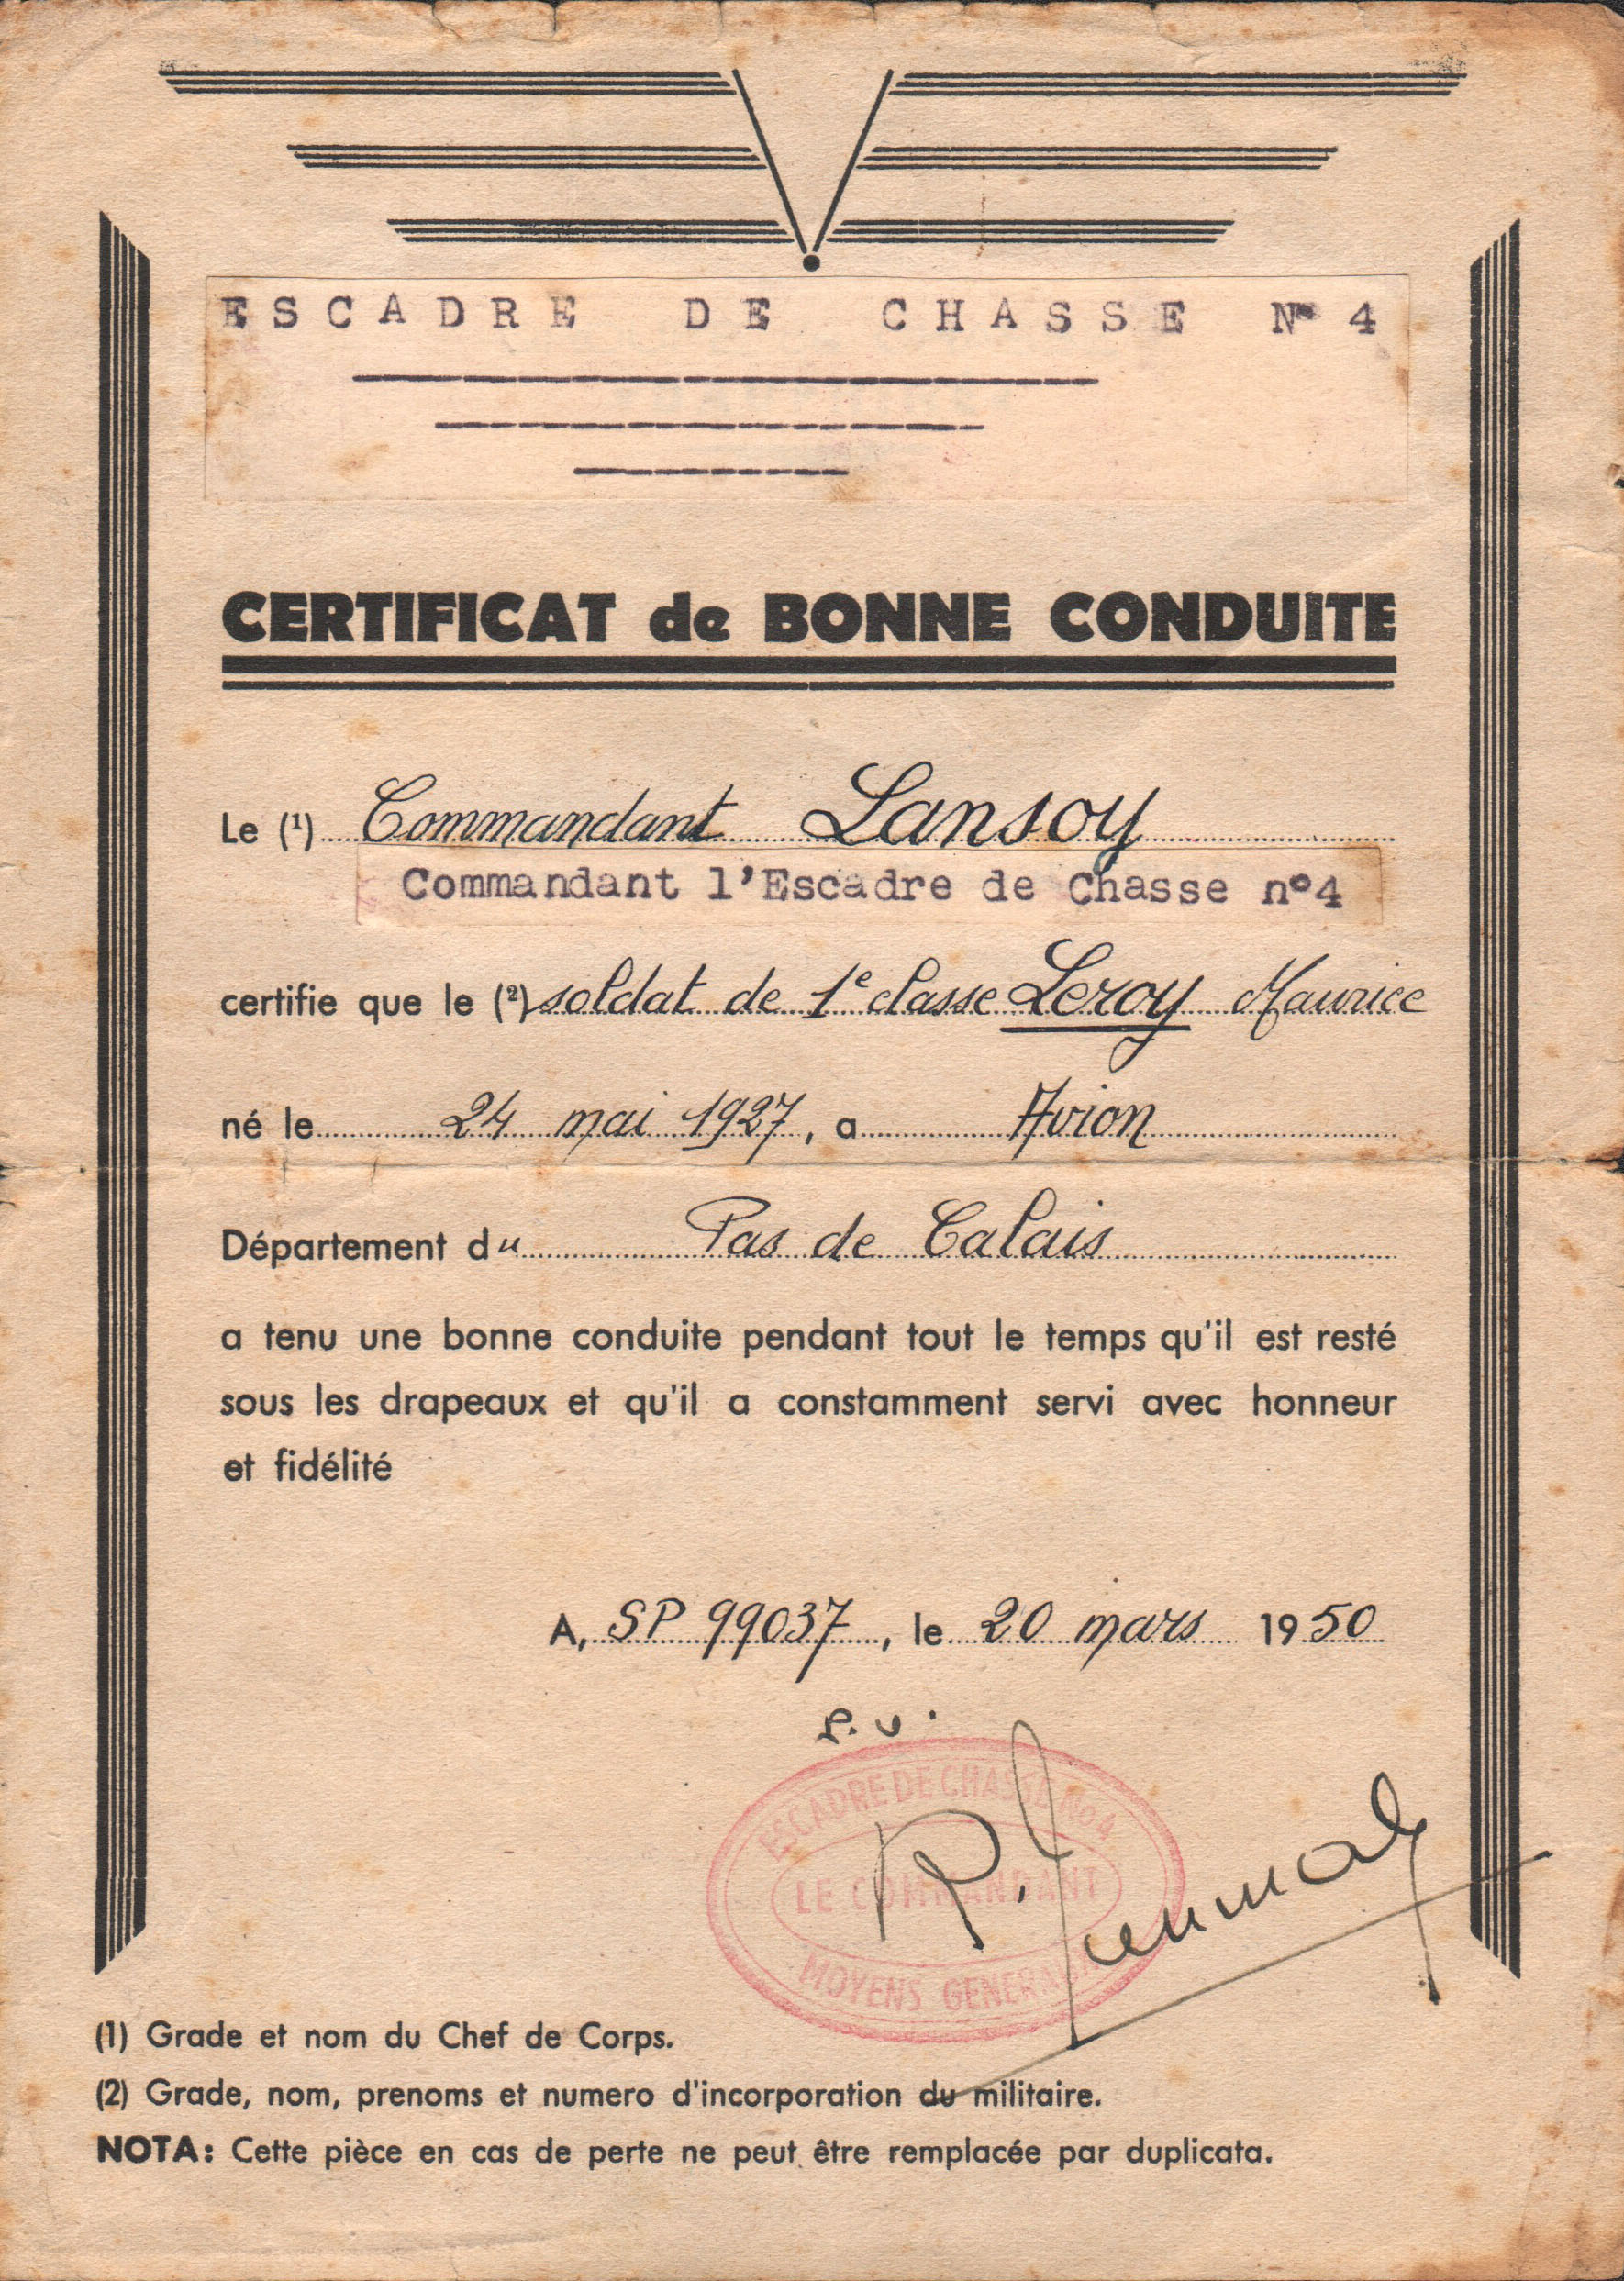 ESCADRE DE CHASSE N° 4
CERTIFICAT de BONNE CONDUITE
Le (1) Commandant Lansoy
Commandant l'Escadre de Chasse n°4
certifie que le (2) soldat de 1e classe Leroy Maurice
né le 24 mai 1927, a Avion
Département du Pas de Calais
a tenu une bonne conduite pendant tout le temps qu'il est resté
sous les drapeaux et qu'il a constamment servi avec honneur
et fidélité
A, SP 99037, le 20 mars 1950
P.O.
ESCADRE DE CHASSE No 4
LE COMMANDANT
MOYENS GENERAUX
(1) Grade et nom du Chef de Corps.
(2) Grade, nom, prenoms et numero d'incorporation du militaire.
NOTA: Cette pièce en cas de perte ne peut être remplacée par duplicata.